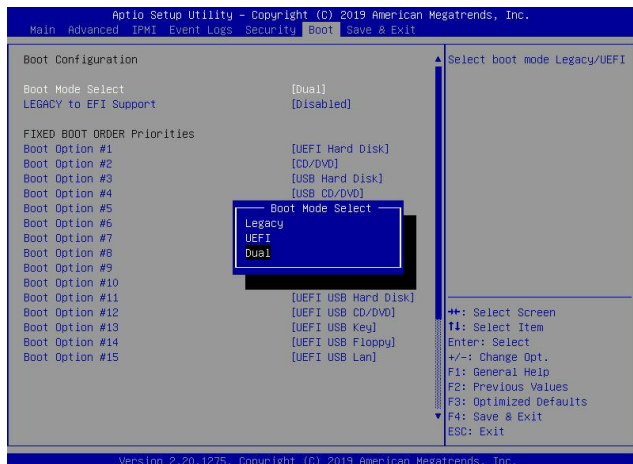 Aptio Setup Utility – Copyright (C) 2019 American Megatrends, Inc.
Main Advanced IPMI Event Logs Security Boot Save & Exit
Boot Configuration
Select boot mode Legacy/UEFI
Boot Mode Select [Dual]
LEGACY to EFI Support [Disabled]
FIXED BOOT ORDER Priorities
Boot Option #1 [UEFI Hard Disk]
Boot Option #2 [CD/DVD]
Boot Option #3 [USB Hard Disk]
Boot Option #4 [USB CD/DVD]
Boot Option #5
Boot Option #6
Boot Option #7
Boot Option #8
Boot Option #9
Boot Option #10
Boot Mode Select
Legacy
UEFI
Dual
Boot Option #11 [UEFI USB Hard Disk]
Boot Option #12 [UEFI USB CD/DVD]
Boot Option #13 [UEFI USB Key]
Boot Option #14 [UEFI USB Floppy]
Boot Option #15 [UEFI USB Lan]
→←: Select Screen
↑↓: Select Item
Enter: Select
+/-: Change Opt.
F1: General Help
F2: Previous Values
F3: Optimized Defaults
F4: Save & Exit
ESC: Exit
Version 2.20.1275. Copyright (C) 2019 American Megatrends, Inc.